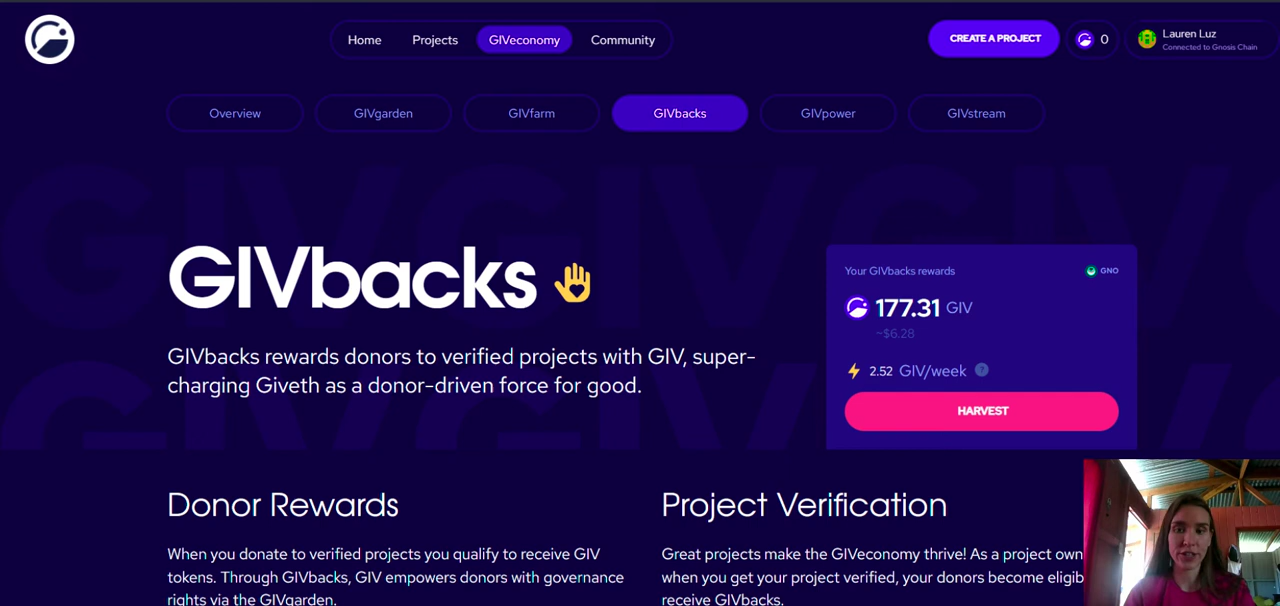 Home Projects GIVeconomy Community CREATE A PROJECT 0 Lauren Luz
Connected to Gnosis Chain
Overview GIVgarden GIVfarm GIVbacks GIVpower GIVstream
GIVbacks
GIVbacks rewards donors to verified projects with GIV, super-
charging Giveth as a donor-driven force for good.
Your GIVbacks rewards GNO
177.31 GIV
~$6.28
2.52 GIV/week ?
HARVEST
Donor Rewards
When you donate to verified projects you qualify to receive GIV
tokens. Through GIVbacks, GIV empowers donors with governance
rights via the GIVgarden.
Project Verification
Great projects make the GIVeconomy thrive! As a project own
when you get your project verified, your donors become eligib
receive GIVbacks.